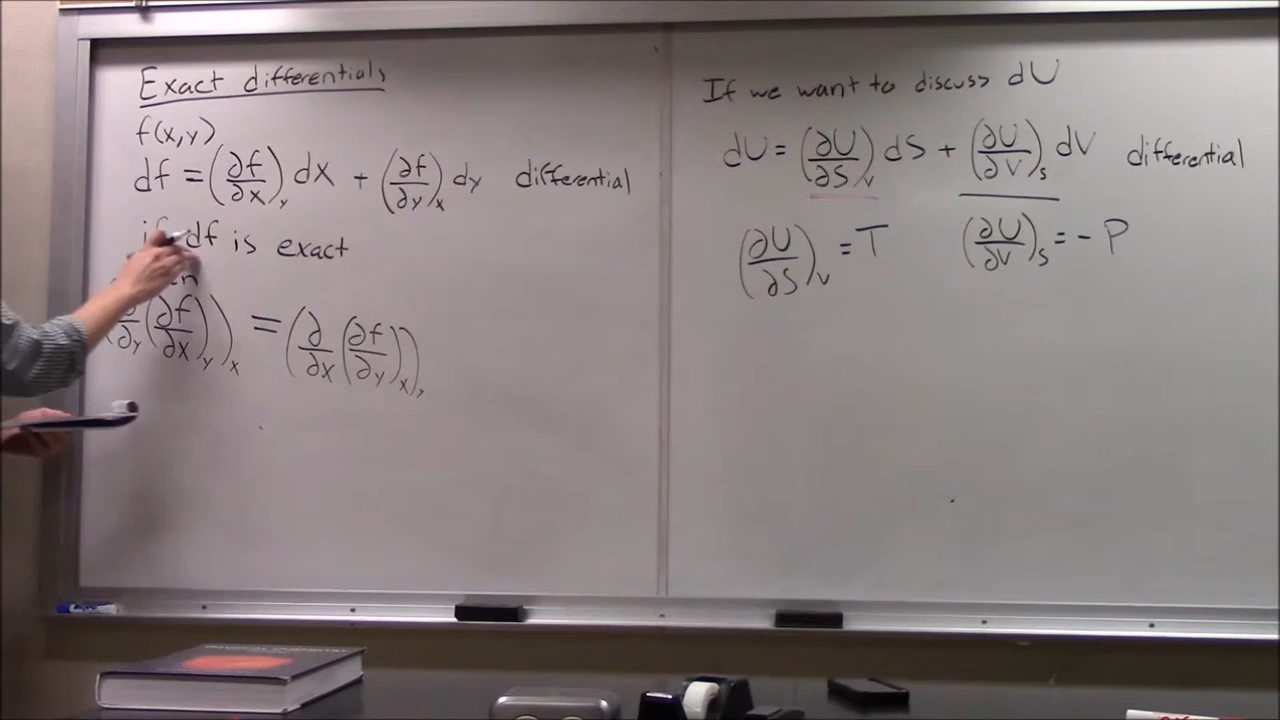 Exact differentials
f(x,y)
df = (∂f/∂x)_y dx + (∂f/∂y)_x dy differential
if df is exact
(∂/∂y (∂f/∂x)_y)_x = (∂/∂x (∂f/∂y)_x)_y
If we want to discuss dU
dU = (∂U/∂S)_V dS + (∂U/∂V)_S dV differential
(∂U/∂S)_V = T (∂U/∂V)_S = - P